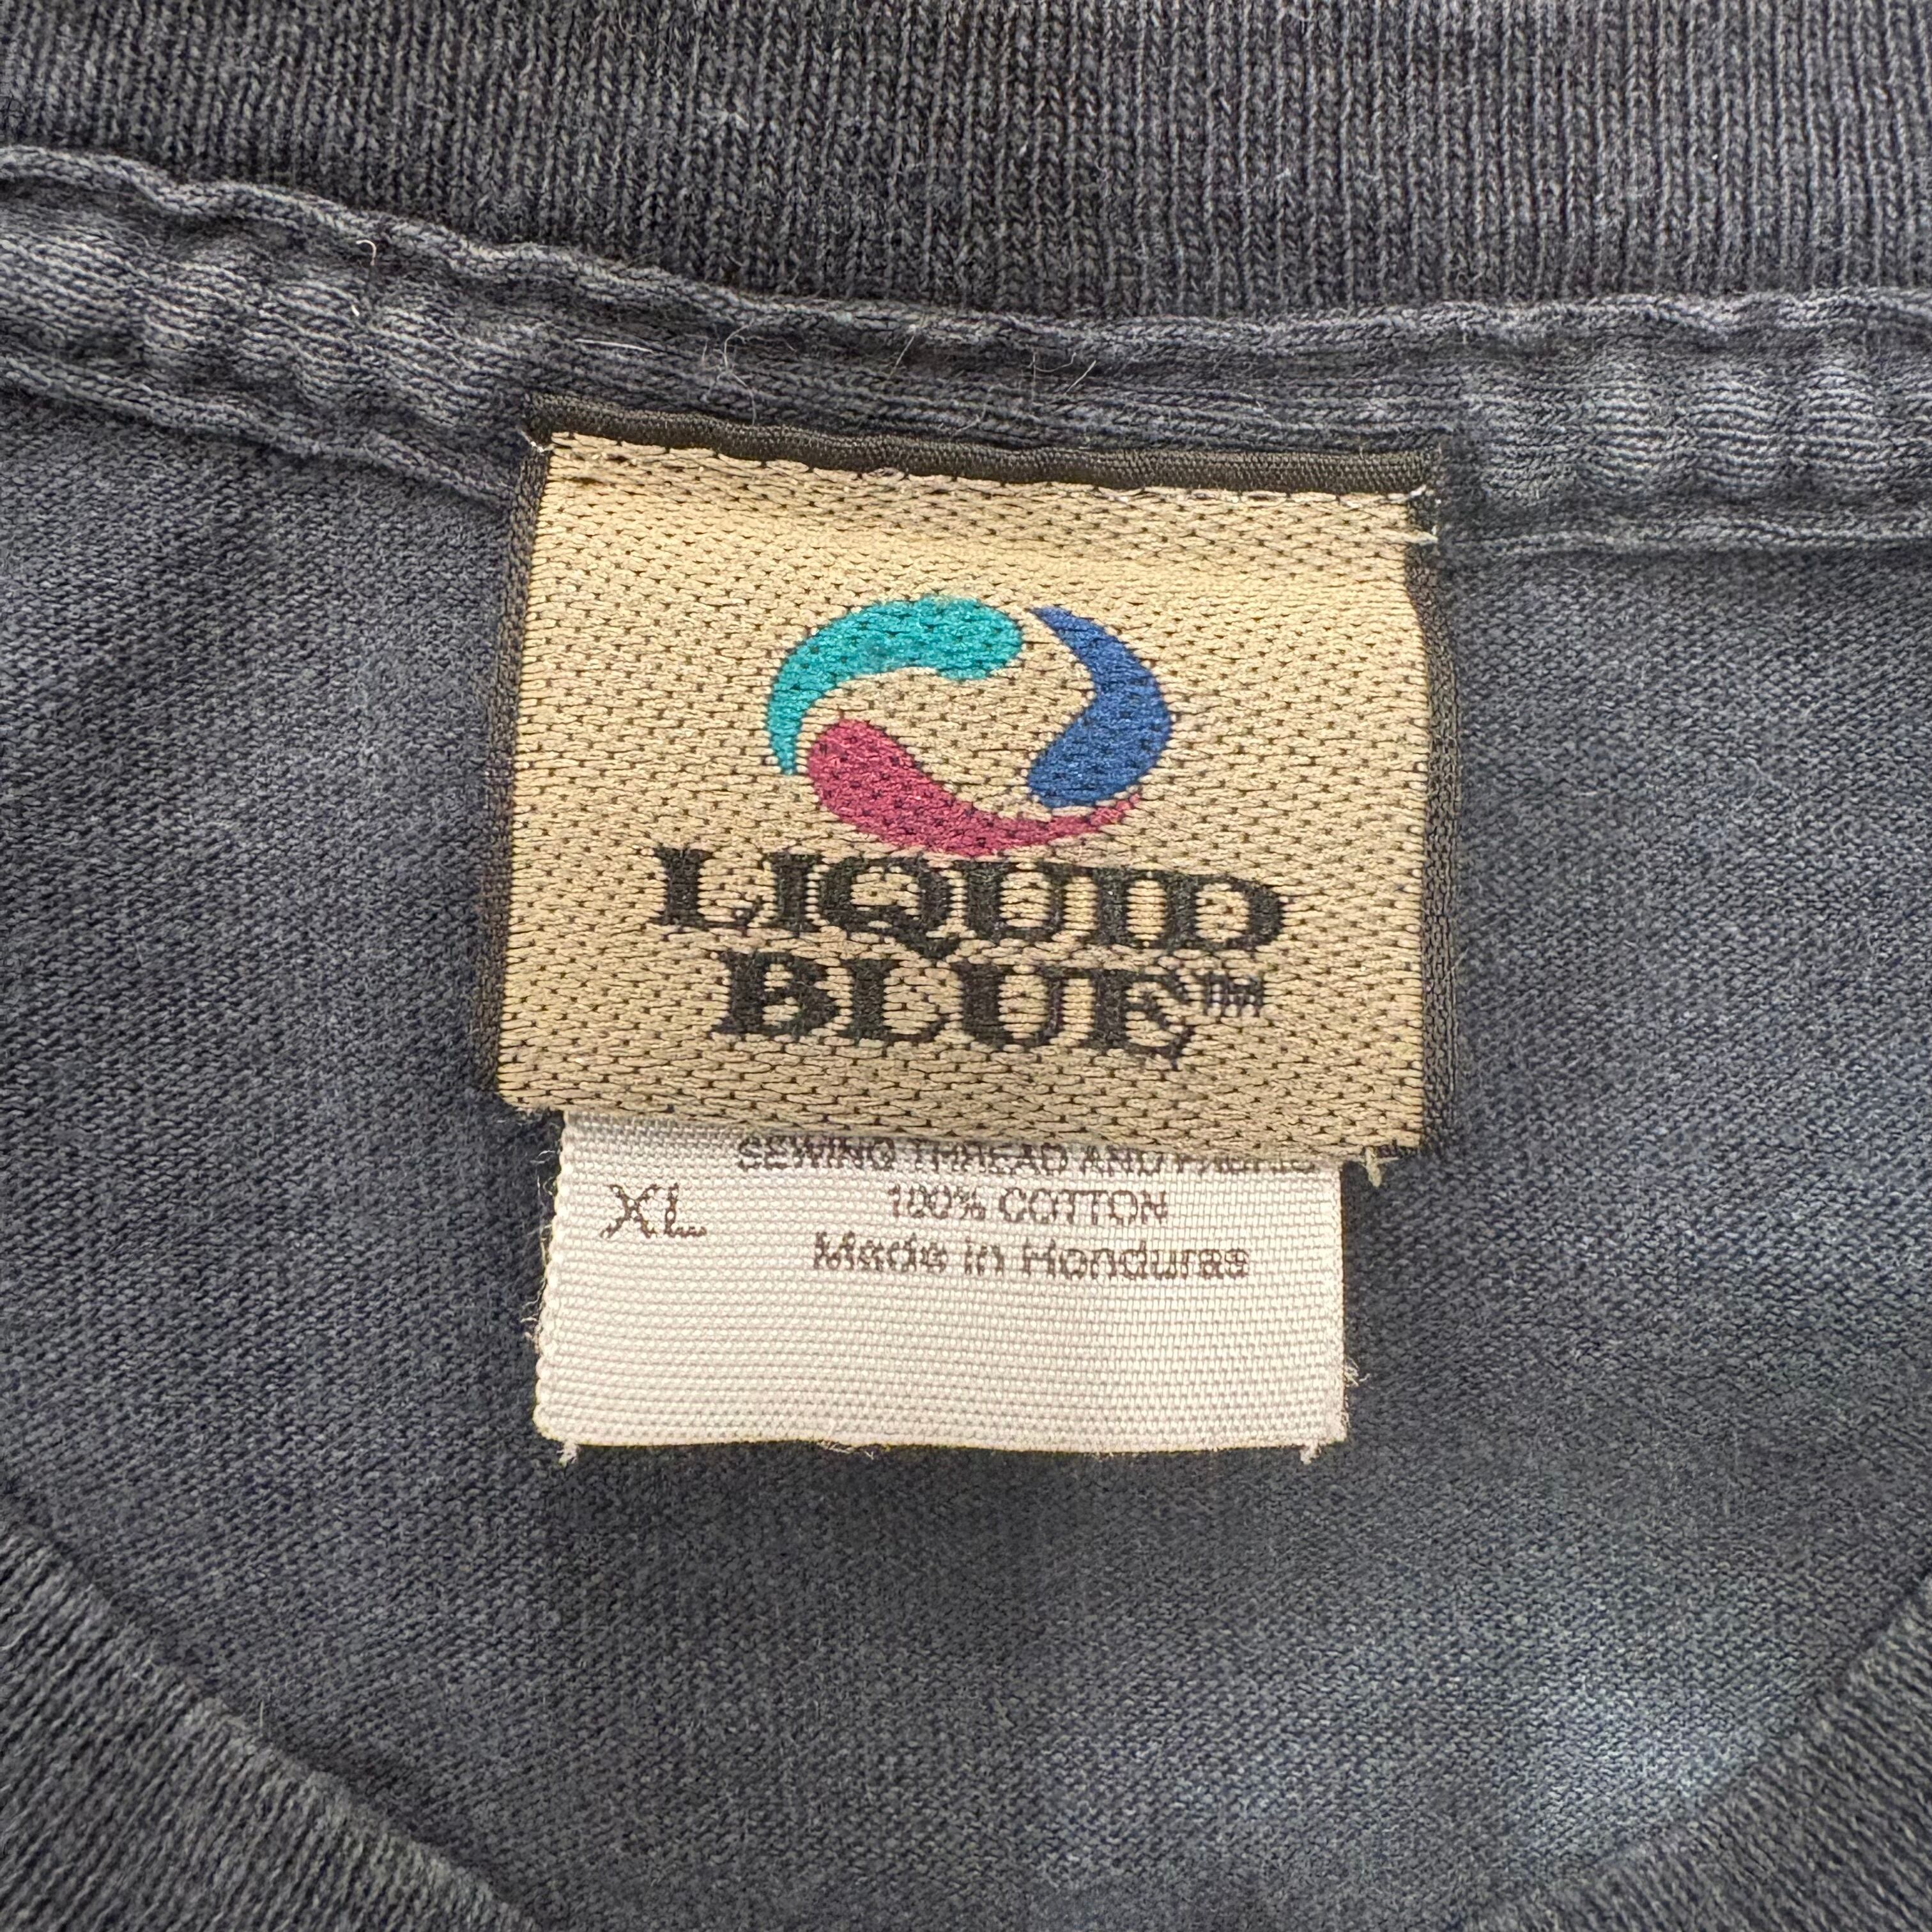 LIQUID
BLUE™
SEWING THREAD AND FABRIC
XL 100% COTTON
Made in Honduras